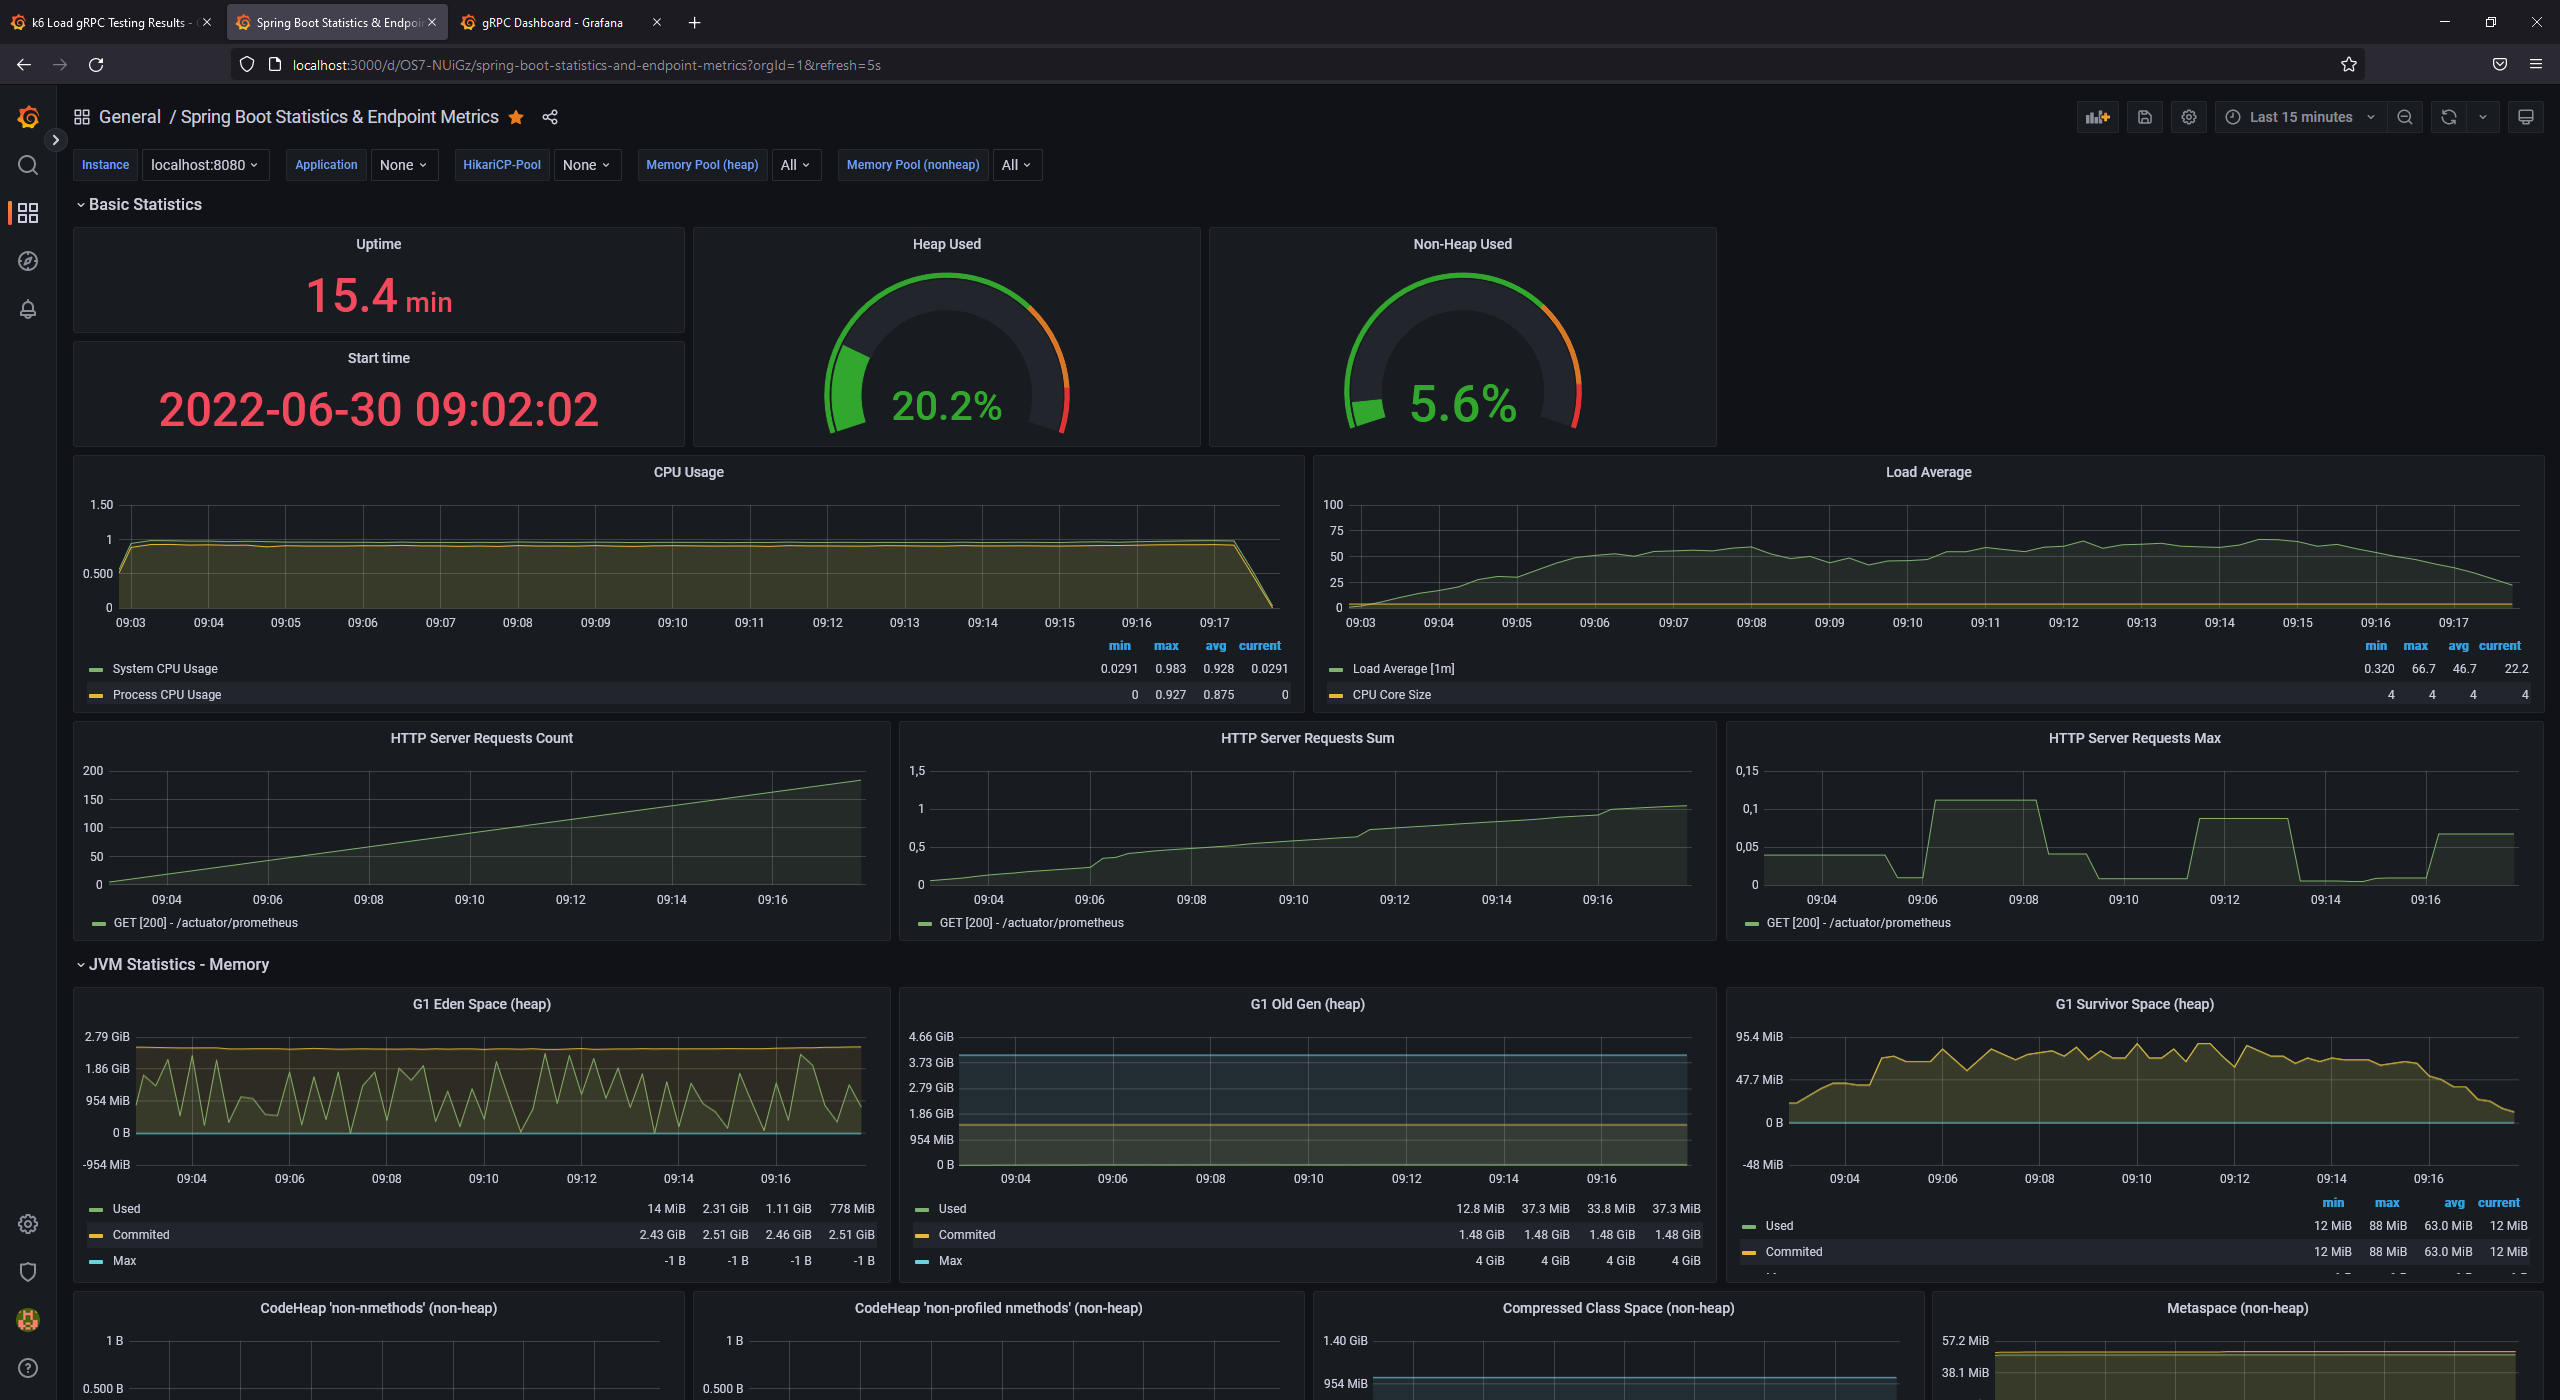 k6 Load gRPC Testing Results -
Spring Boot Statistics & Endpoin
gRPC Dashboard - Grafana
localhost:3000/d/OS7-NUiGz/spring-boot-statistics-and-endpoint-metrics?orgId=1&refresh=5s
General / Spring Boot Statistics & Endpoint Metrics
Last 15 minutes
Instance localhost:8080 Application None HikariCP-Pool None Memory Pool (heap) All Memory Pool (nonheap) All
Basic Statistics
Uptime
15.4 min
Start time
2022-06-30 09:02:02
Heap Used
20.2%
Non-Heap Used
5.6%
CPU Usage
1.50
1
0.500
0
09:03 09:04 09:05 09:06 09:07 09:08 09:09 09:10 09:11 09:12 09:13 09:14 09:15 09:16 09:17
min max avg current
System CPU Usage 0.0291 0.983 0.928 0.0291
Process CPU Usage 0 0.927 0.875 0
Load Average
100
75
50
25
0
09:03 09:04 09:05 09:06 09:07 09:08 09:09 09:10 09:11 09:12 09:13 09:14 09:15 09:16 09:17
min max avg current
Load Average [1m] 0.320 66.7 46.7 22.2
CPU Core Size 4 4 4 4
HTTP Server Requests Count
200
150
100
50
0
09:04 09:06 09:08 09:10 09:12 09:14 09:16
GET [200] - /actuator/prometheus
HTTP Server Requests Sum
1,5
1
0,5
0
09:04 09:06 09:08 09:10 09:12 09:14 09:16
GET [200] - /actuator/prometheus
HTTP Server Requests Max
0,15
0,1
0,05
0
09:04 09:06 09:08 09:10 09:12 09:14 09:16
GET [200] - /actuator/prometheus
JVM Statistics - Memory
G1 Eden Space (heap)
2.79 GiB
1.86 GiB
954 MiB
0 B
-954 MiB
09:04 09:06 09:08 09:10 09:12 09:14 09:16
Used 14 MiB 2.31 GiB 1.11 GiB 778 MiB
Commited 2.43 GiB 2.51 GiB 2.46 GiB 2.51 GiB
Max -1 B -1 B -1 B -1 B
G1 Old Gen (heap)
4.66 GiB
3.73 GiB
2.79 GiB
1.86 GiB
954 MiB
0 B
09:04 09:06 09:08 09:10 09:12 09:14 09:16
Used 12.8 MiB 37.3 MiB 33.8 MiB 37.3 MiB
Commited 1.48 GiB 1.48 GiB 1.48 GiB 1.48 GiB
Max 4 GiB 4 GiB 4 GiB 4 GiB
G1 Survivor Space (heap)
95.4 MiB
47.7 MiB
0 B
-48 MiB
09:04 09:06 09:08 09:10 09:12 09:14 09:16
min max avg current
Used 12 MiB 88 MiB 63.0 MiB 12 MiB
Commited 12 MiB 88 MiB 63.0 MiB 12 MiB
CodeHeap 'non-nmethods' (non-heap)
1 B
0.500 B
CodeHeap 'non-profiled nmethods' (non-heap)
1 B
0.500 B
Compressed Class Space (non-heap)
1.40 GiB
954 MiB
Metaspace (non-heap)
57.2 MiB
38.1 MiB